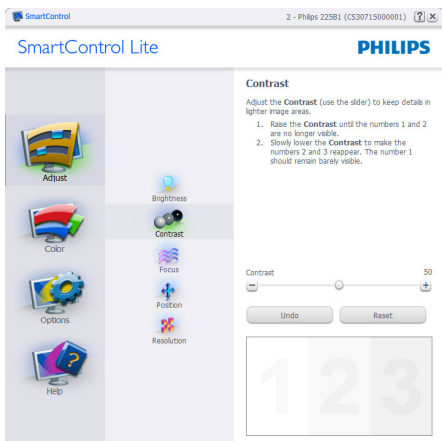 SmartControl
2 - Philips 225B1 (CS30715000001)
SmartControl Lite
PHILIPS
Adjust
Color
Options
Help
Brightness
Contrast
Focus
Position
Resolution
Contrast
Adjust the Contrast (use the slider) to keep details in
lighter image areas.
1. Raise the Contrast until the numbers 1 and 2
are no longer visible.
2. Slowly lower the Contrast to make the
numbers 2 and 3 reappear. The number 1
should remain barely visible.
Contrast 50
Undo Reset
1 2 3